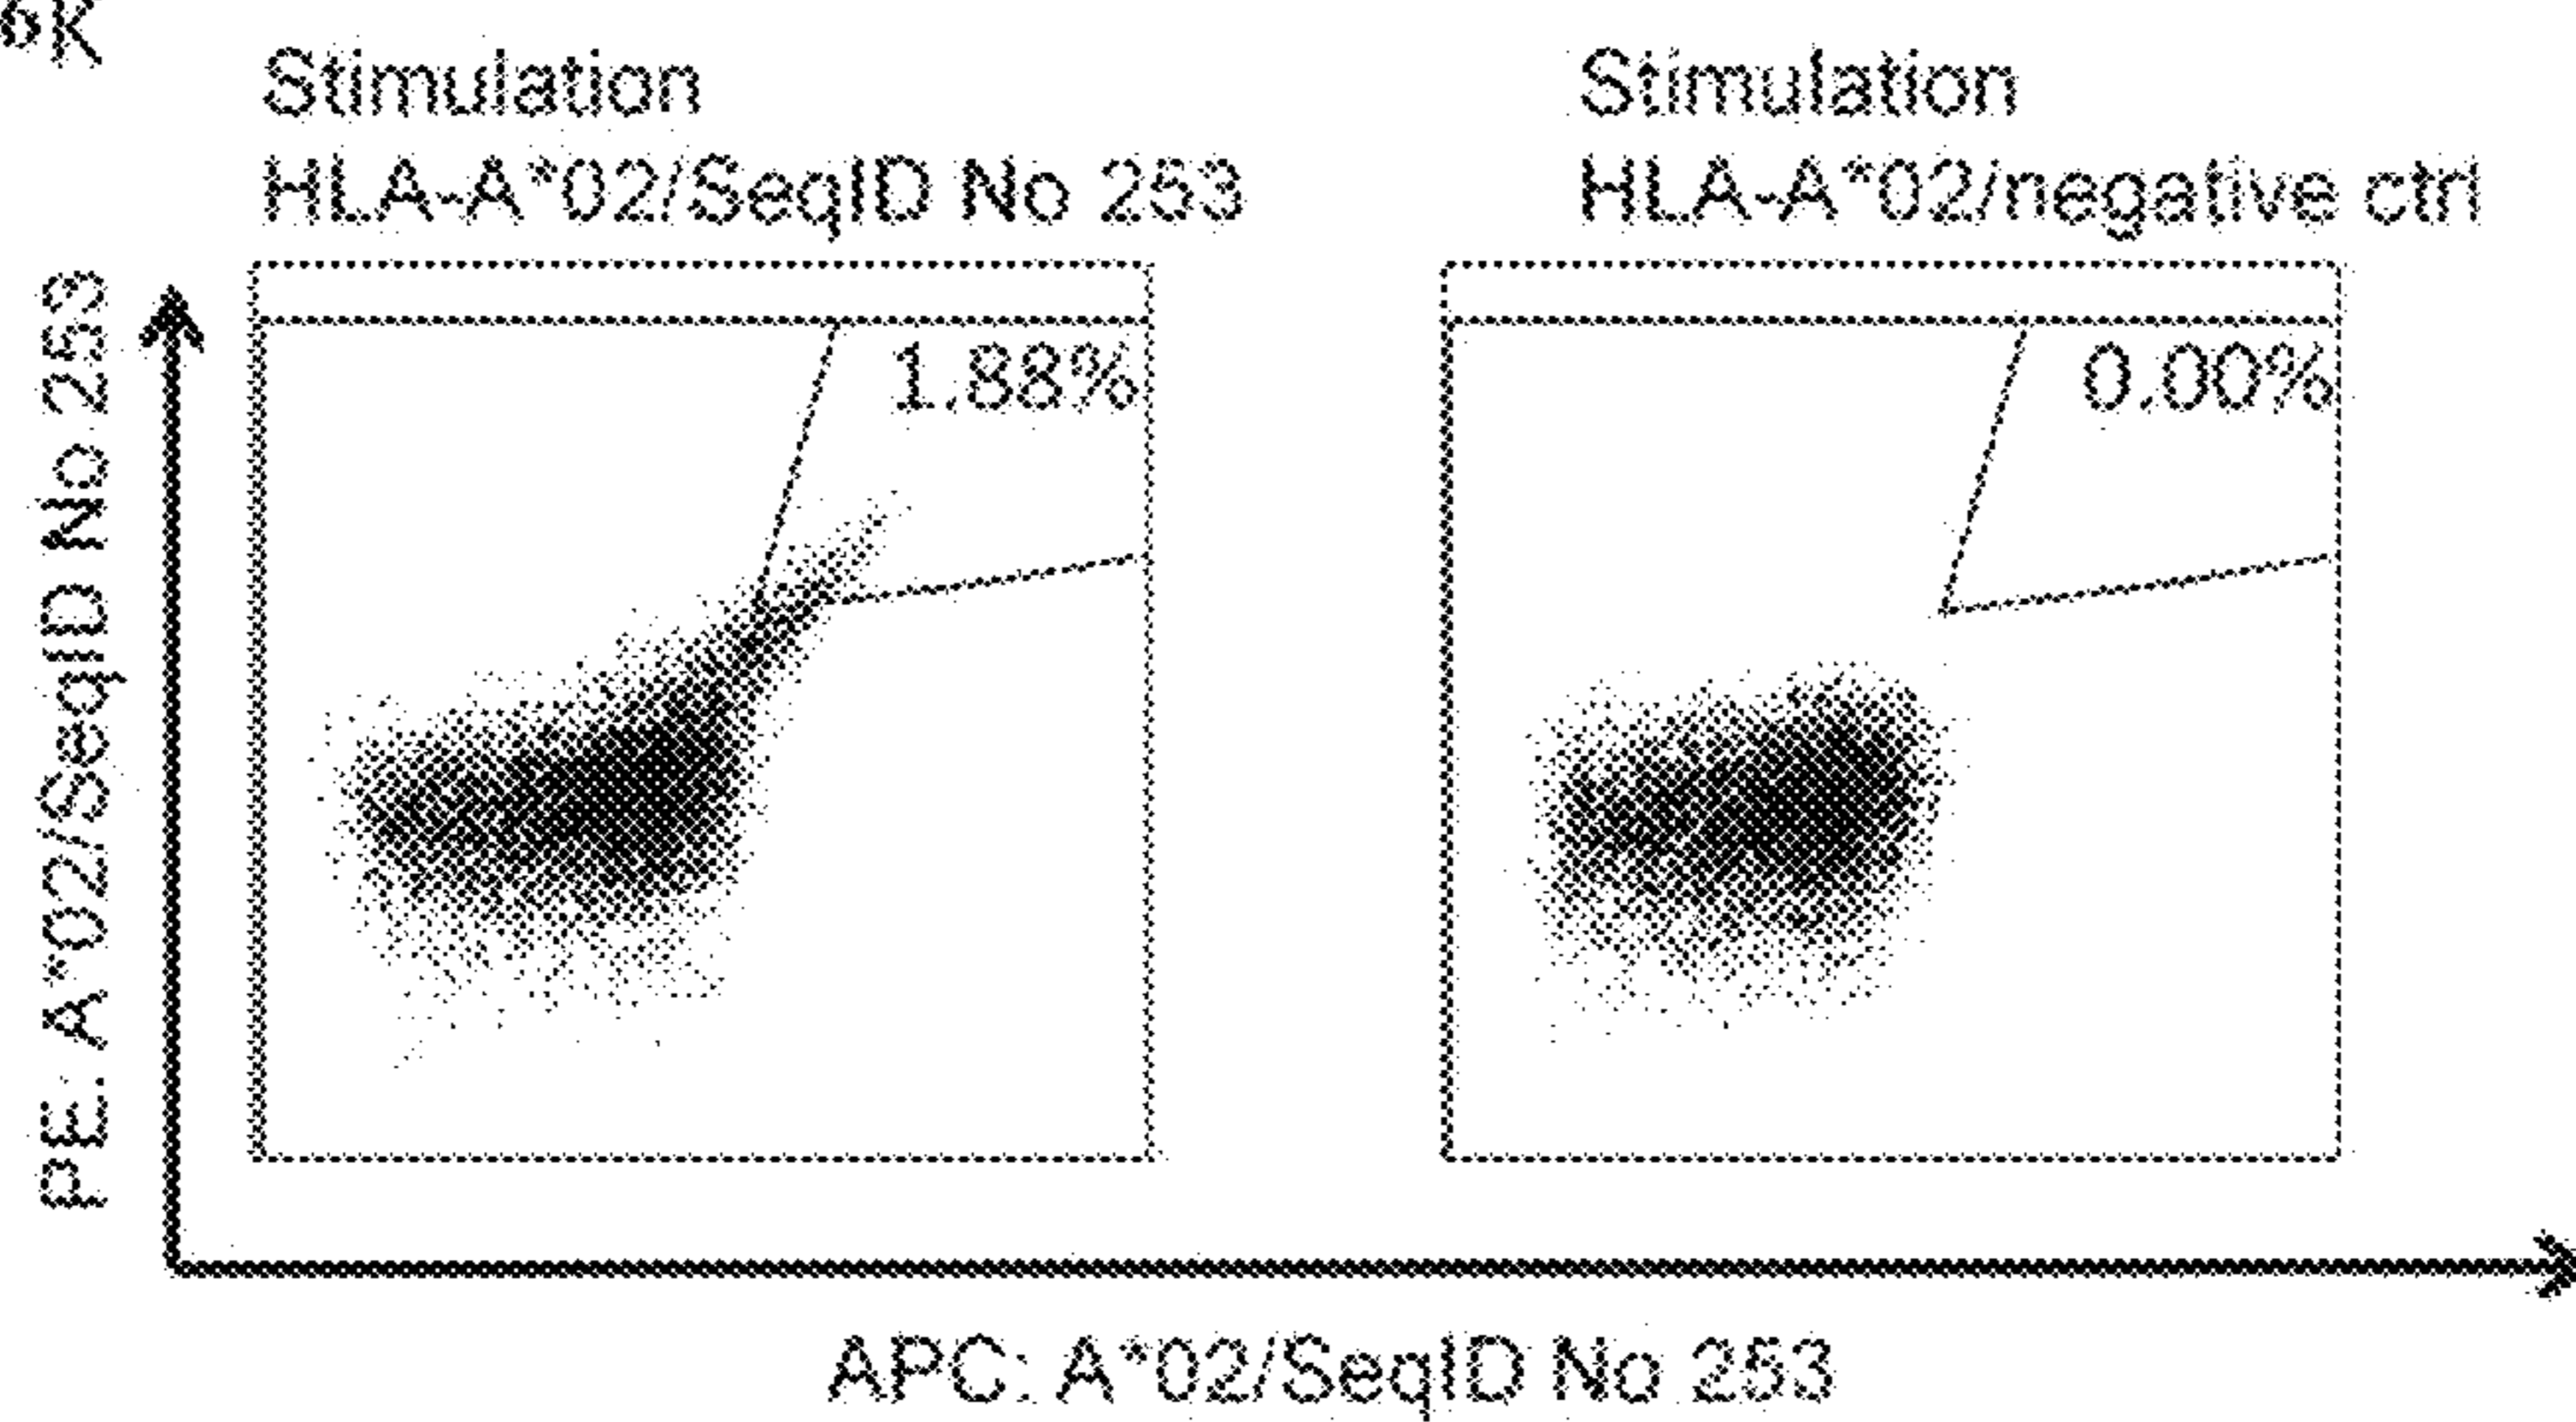 6K
Stimulation
HLA-A*02/SeqID No 253
Stimulation
HLA-A*02/negative ctrl
PE: A*02/SeqID No 253
1.88%
0.00%
APC: A*02/SeqID No 253